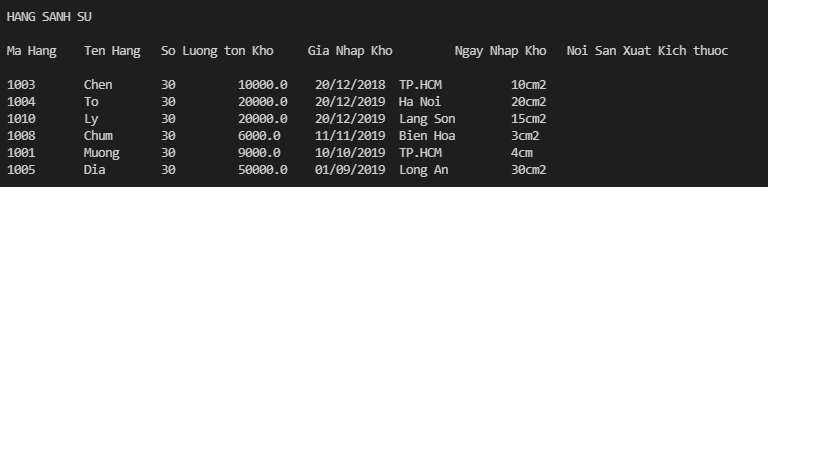 HANG SANH SU
Ma Hang Ten Hang So Luong ton Kho Gia Nhap Kho Ngay Nhap Kho Noi San Xuat Kich thuoc
1003 Chen 30 10000.0 20/12/2018 TP.HCM 10cm2
1004 To 30 20000.0 20/12/2019 Ha Noi 20cm2
1010 Ly 30 20000.0 20/12/2019 Lang Son 15cm2
1008 Chum 30 6000.0 11/11/2019 Bien Hoa 3cm2
1001 Muong 30 9000.0 10/10/2019 TP.HCM 4cm
1005 Dia 30 50000.0 01/09/2019 Long An 30cm2